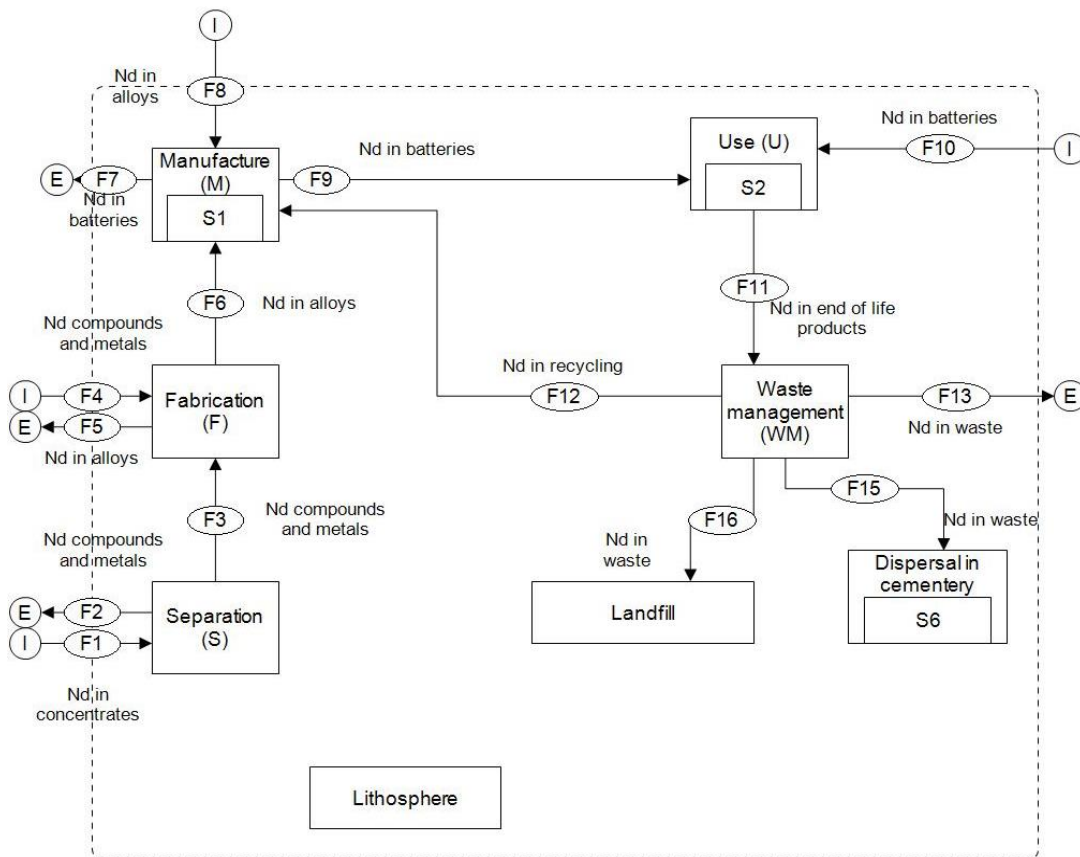 I
Nd in
alloys
F8
Manufacture
(M)
S1
E
F7
Nd in
batteries
Nd in batteries
F9
Use (U)
S2
Nd in batteries
F10
I
F6
Nd in alloys
F11
Nd in end of life
products
Nd compounds
and metals
I
F4
E
F5
Nd in alloys
Fabrication
(F)
Nd in recycling
F12
Waste
management
(WM)
F13
E
Nd in waste
F3
Nd compounds
and metals
F16
Nd in
waste
F15
Nd in waste
Nd compounds
and metals
E
F2
I
F1
Nd in
concentrates
Separation
(S)
Landfill
Dispersal in
cementery
S6
Lithosphere